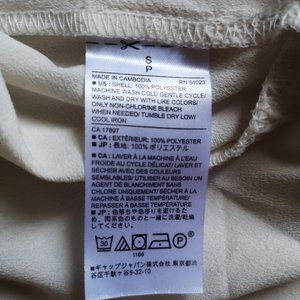 S
P
MADE IN CAMBODIA RN 54023
■ US : SHELL: 100% POLYESTER
MACHINE WASH COLD GENTLE CYCLE/
WASH AND DRY WITH LIKE COLORS/
ONLY NON-CHLORINE BLEACH
WHEN NEEDED/ TUMBLE DRY LOW/
COOL IRON
CA 17897
■ CA : EXTÉRIEUR: 100% POLYESTER
■ JP : 表地: 100% ポリエステル
■ CA : LAVER À LA MACHINE À L'EAU
FROIDE AU CYCLE DÉLICAT/ LAVER ET
SÉCHER AVEC DES COULEURS
SEMBLABLES/ UTILISER AU BESOIN UN
AGENT DE BLANCHIMENT SANS
CHLORE UNIQUEMENT/ SÉCHER À LA
MACHINE À BASSE TEMPÉRATURE/
REPASSER À BASSE TEMPÉRATURE
■ JP : 色落ちや色移りを避けるため、
同系色のものと一緒に洗濯、乾燥
してください
30
P
1166
■ ギャップジャパン株式会社 東京都渋
谷区千駄ヶ谷5-32-10